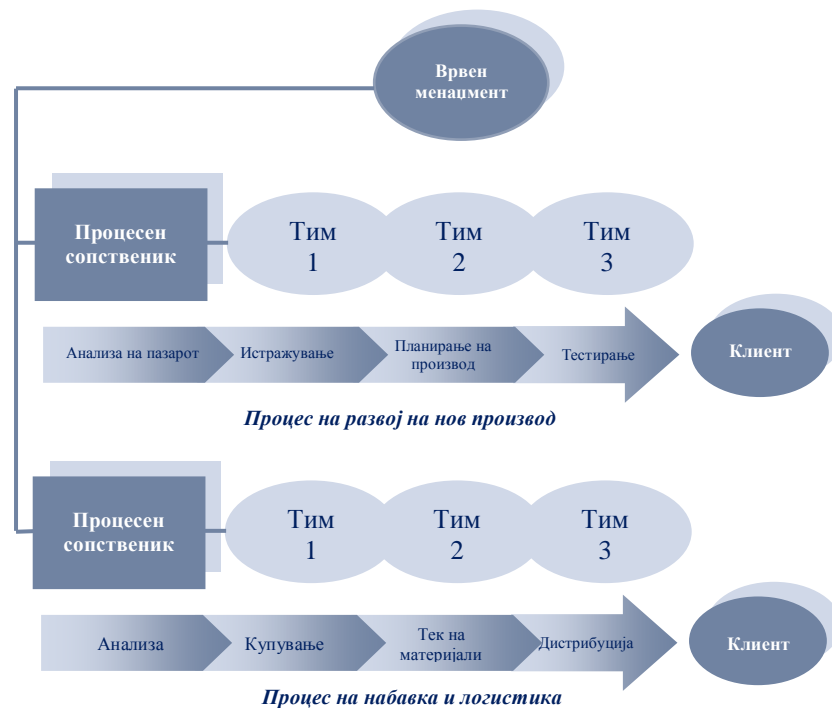 Врвен
менаџмент
Процесен
сопственик
Тим
1
Тим
2
Тим
3
Анализа на пазарот
Истражување
Планирање на
производ
Тестирање
Клиент
Процес на развој на нов производ
Процесен
сопственик
Тим
1
Тим
2
Тим
3
Анализа
Купување
Тек на
материјали
Дистрибуција
Клиент
Процес на набавка и логистика